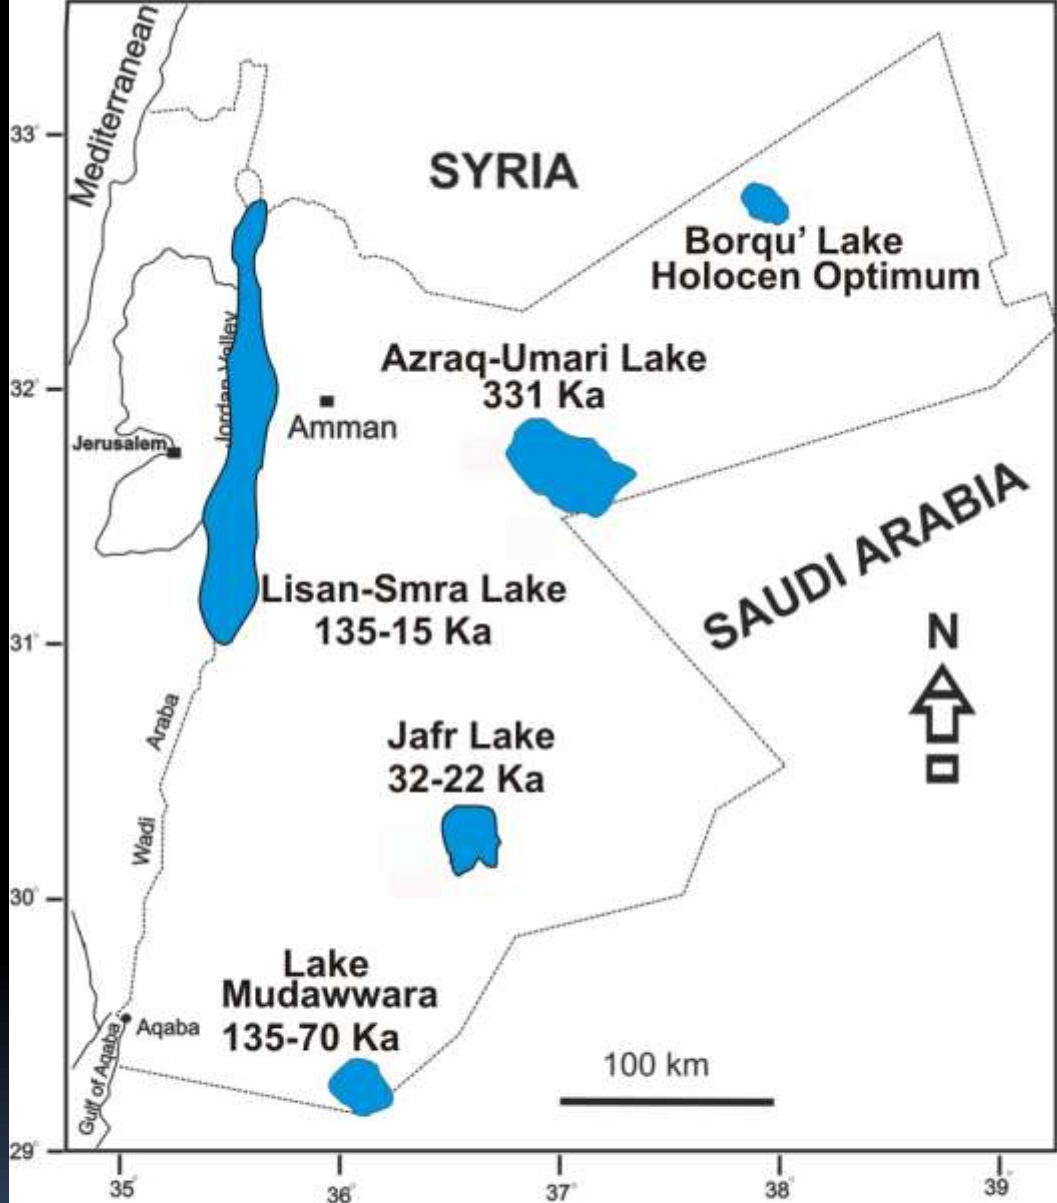 Mediterranean
33°
SYRIA
Borqu' Lake
Holocen Optimum
Azraq-Umari Lake
331 Ka
32°
Jordan Valley
Amman
Jerusalem
SAUDI ARABIA
Lisan-Smra Lake
135-15 Ka
31°
N
Araba
Jafr Lake
32-22 Ka
Wadi
30°
Lake
Mudawwara
135-70 Ka
Aqaba
Gulf of Aqaba
100 km
29°
35° 36° 37° 38° 39°